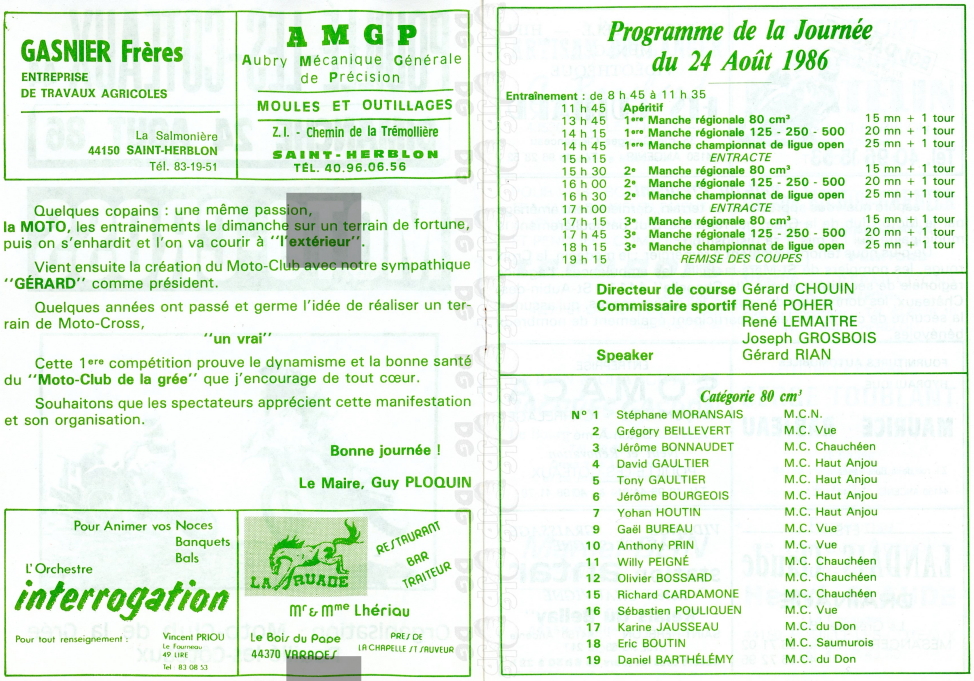 GASNIER Frères
ENTREPRISE
DE TRAVAUX AGRICOLES
La Salmonière
44150 SAINT-HERBLON
Tél. 83-19-51
AMGP
Aubry Mécanique Générale
de Précision
MOULES ET OUTILLAGES
Z.I. - Chemin de la Trémollière
SAINT-HERBLON
TÉL. 40.96.06.56
Quelques copains : une même passion,
la MOTO, les entrainements le dimanche sur un terrain de fortune,
puis on s'enhardit et l'on va courir à "l'extérieur".
Vient ensuite la création du Moto-Club avec notre sympathique
"GÉRARD" comme président.
Quelques années ont passé et germe l'idée de réaliser un ter-
rain de Moto-Cross,
"un vrai"
Cette 1ere compétition prouve le dynamisme et la bonne santé
du "Moto-Club de la grée" que j'encourage de tout cœur.
Souhaitons que les spectateurs apprécient cette manifestation
et son organisation.
Bonne journée !
Le Maire, Guy PLOQUIN
Pour Animer vos Noces
Banquets
Bals
L'Orchestre
interrogation
Pour tout renseignement :
Vincent PRIOU
Le Fourneau
49 LIRE
Tel 83 08 53
LA RUADE
RESTAURANT
BAR
TRAITEUR
Mr & Mme Lhériau
Le Bois du Pape
44370 VARADES
PRES DE
LA CHAPELLE ST SAUVEUR
Programme de la Journée
du 24 Août 1986
Entraînement : de 8 h 45 à 11 h 35
11 h 45 Apéritif
13 h 45 1ere Manche régionale 80 cm³ 15 mn + 1 tour
14 h 15 1ere Manche régionale 125 - 250 - 500 20 mn + 1 tour
14 h 45 1ere Manche championnat de ligue open 25 mn + 1 tour
15 h 15 ENTRACTE
15 h 30 2e Manche régionale 80 cm³ 15 mn + 1 tour
16 h 00 2e Manche régionale 125 - 250 - 500 20 mn + 1 tour
16 h 30 2e Manche championnat de ligue open 25 mn + 1 tour
17 h 00 ENTRACTE
17 h 15 3e Manche régionale 80 cm³ 15 mn + 1 tour
17 h 45 3e Manche régionale 125 - 250 - 500 20 mn + 1 tour
18 h 15 3e Manche championnat de ligue open 25 mn + 1 tour
19 h 15 REMISE DES COUPES
Directeur de course Gérard CHOUIN
Commissaire sportif René POHER
René LEMAITRE
Joseph GROSBOIS
Speaker Gérard RIAN
Catégorie 80 cm³
N° 1 Stéphane MORANSAIS M.C.N.
2 Grégory BEILLEVERT M.C. Vue
3 Jérôme BONNAUDET M.C. Chauchéen
4 David GAULTIER M.C. Haut Anjou
5 Tony GAULTIER M.C. Haut Anjou
6 Jérôme BOURGEOIS M.C. Haut Anjou
7 Yohan HOUTIN M.C. Haut Anjou
9 Gaël BUREAU M.C. Vue
10 Anthony PRIN M.C. Vue
11 Willy PEIGNÉ M.C. Chauchéen
12 Olivier BOSSARD M.C. Chauchéen
15 Richard CARDAMONE M.C. Chauchéen
16 Sébastien POULIQUEN M.C. Vue
17 Karine JAUSSEAU M.C. du Don
18 Eric BOUTIN M.C. Saumurois
19 Daniel BARTHÉLÉMY M.C. du Don